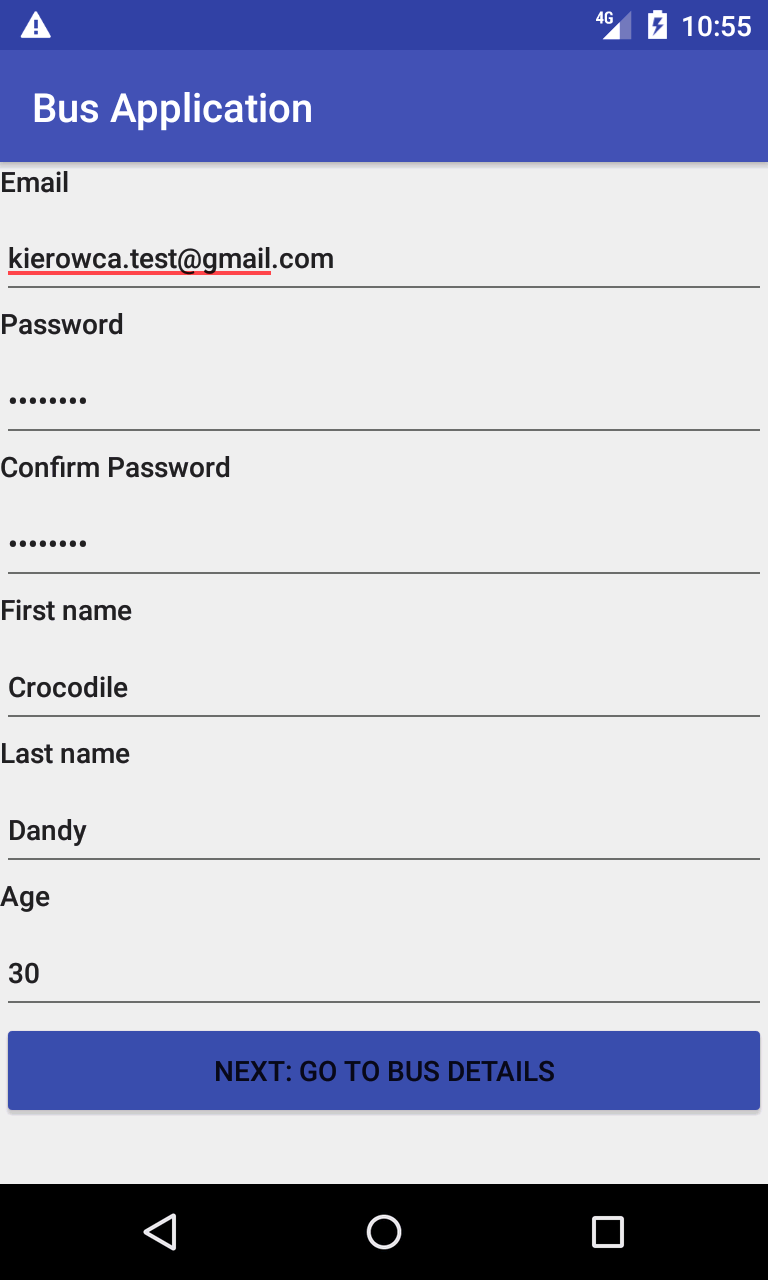 4G 10:55
Bus Application
Email
kierowca.test@gmail.com
Password
••••••••
Confirm Password
••••••••
First name
Crocodile
Last name
Dandy
Age
30
NEXT: GO TO BUS DETAILS